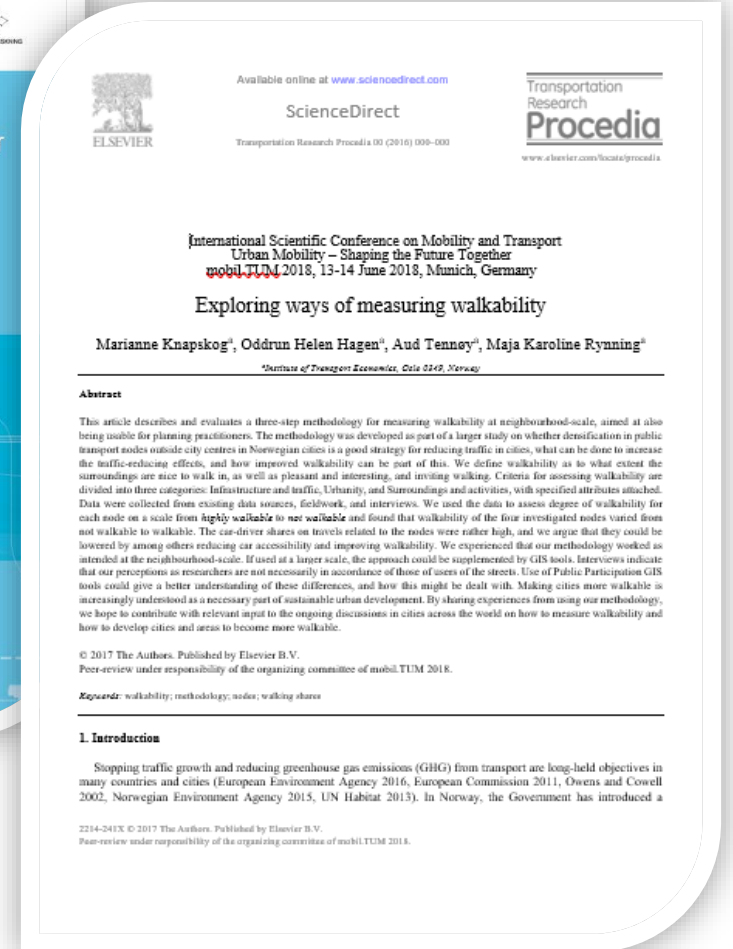 SKNING
Available online at www.sciencedirect.com
ScienceDirect
Transportation Research Procedia 00 (2016) 000–000
ELSEVIER
Transportation
Research
Procedia
www.elsevier.com/locate/procedia
International Scientific Conference on Mobility and Transport
Urban Mobility – Shaping the Future Together
mobil.TUM 2018, 13-14 June 2018, Munich, Germany
Exploring ways of measuring walkability
Marianne Knapskogᵃ, Oddrun Helen Hagenᵃ, Aud Tennøyᵃ, Maja Karoline Rynningᵃ
ᵃInstitute of Transport Economics, Oslo 0349, Norway
Abstract
This article describes and evaluates a three-step methodology for measuring walkability at neighbourhood-scale, aimed at also
being usable for planning practitioners. The methodology was developed as part of a larger study on whether densification in public
transport nodes outside city centres in Norwegian cities is a good strategy for reducing traffic in cities, what can be done to increase
the traffic-reducing effects, and how improved walkability can be part of this. We define walkability as to what extent the
surroundings are nice to walk in, as well as pleasant and interesting, and inviting walking. Criteria for assessing walkability are
divided into three categories: Infrastructure and traffic, Urbanity, and Surroundings and activities, with specified attributes attached.
Data were collected from existing data sources, fieldwork, and interviews. We used the data to assess degree of walkability for
each node on a scale from highly walkable to not walkable and found that walkability of the four investigated nodes varied from
not walkable to walkable. The car-driver shares on travels related to the nodes were rather high, and we argue that they could be
lowered by among others reducing car accessibility and improving walkability. We experienced that our methodology worked as
intended at the neighbourhood-scale. If used at a larger scale, the approach could be supplemented by GIS tools. Interviews indicate
that our perceptions as researchers are not necessarily in accordance of those of users of the streets. Use of Public Participation GIS
tools could give a better understanding of these differences, and how this might be dealt with. Making cities more walkable is
increasingly understood as a necessary part of sustainable urban development. By sharing experiences from using our methodology,
we hope to contribute with relevant input to the ongoing discussions in cities across the world on how to measure walkability and
how to develop cities and areas to become more walkable.
© 2017 The Authors. Published by Elsevier B.V.
Peer-review under responsibility of the organizing committee of mobil.TUM 2018.
Keywords: walkability; methodology; nodes; walking shares
1. Introduction
Stopping traffic growth and reducing greenhouse gas emissions (GHG) from transport are long-held objectives in
many countries and cities (European Environment Agency 2016, European Commission 2011, Owens and Cowell
2002, Norwegian Environment Agency 2015, UN Habitat 2013). In Norway, the Government has introduced a
2214-241X © 2017 The Authors. Published by Elsevier B.V.
Peer-review under responsibility of the organizing committee of mobil.TUM 2018.